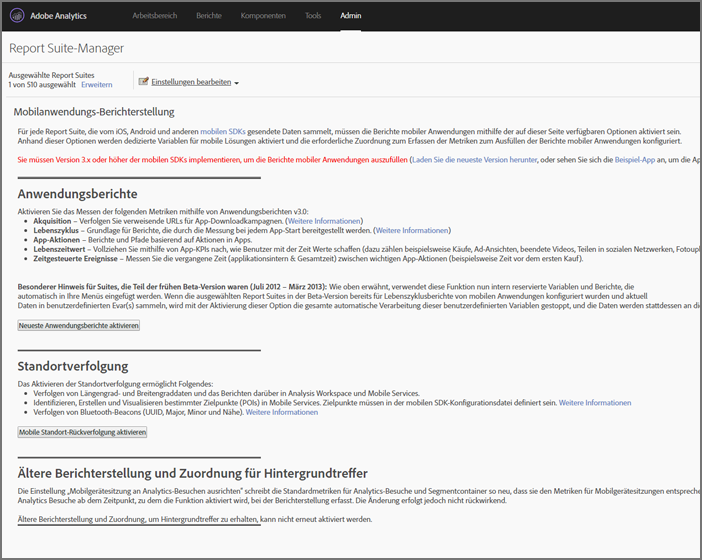 Adobe Analytics Arbeitsbereich Berichte Komponenten Tools Admin
Report Suite-Manager
Ausgewählte Report Suites
1 von 510 ausgewählt Erweitern
Einstellungen bearbeiten
Mobilanwendungs-Berichterstellung
Für jede Report Suite, die vom iOS, Android und anderen mobilen SDKs gesendete Daten sammelt, müssen die Berichte mobiler Anwendungen mithilfe der auf dieser Seite verfügbaren Optionen aktiviert sein.
Anhand dieser Optionen werden dedizierte Variablen für mobile Lösungen aktiviert und die erforderliche Zuordnung zum Erfassen der Metriken zum Ausfüllen der Berichte mobiler Anwendungen konfiguriert.
Sie müssen Version 3.x oder höher der mobilen SDKs implementieren, um die Berichte mobiler Anwendungen auszufüllen (Laden Sie die neueste Version herunter, oder sehen Sie sich die Beispiel-App an, um die Ap
Anwendungsberichte
Aktivieren Sie das Messen der folgenden Metriken mithilfe von Anwendungsberichten v3.0:
• Akquisition – Verfolgen Sie verweisende URLs für App-Downloadkampagnen. (Weitere Informationen)
• Lebenszyklus – Grundlage für Berichte, die durch die Messung bei jedem App-Start bereitgestellt werden. (Weitere Informationen)
• App-Aktionen – Berichte und Pfade basierend auf Aktionen in Apps.
• Lebenszeitwert – Vollziehen Sie mithilfe von App-KPIs nach, wie Benutzer mit der Zeit Werte schaffen (dazu zählen beispielsweise Käufe, Ad-Ansichten, beendete Videos, Teilen in sozialen Netzwerken, Fotoupl
• Zeitgesteuerte Ereignisse – Messen Sie die vergangene Zeit (applikationsintern & Gesamtzeit) zwischen wichtigen App-Aktionen (beispielsweise Zeit vor dem ersten Kauf).
Besonderer Hinweis für Suites, die Teil der frühen Beta-Version waren (Juli 2012 – März 2013): Wie oben erwähnt, verwendet diese Funktion nun intern reservierte Variablen und Berichte, die
automatisch in Ihre Menüs eingefügt werden. Wenn die ausgewählten Report Suites in der Beta-Version bereits für Lebenszyklusberichte von mobilen Anwendungen konfiguriert wurden und aktuell
Daten in benutzerdefinierten Evar(s) sammeln, wird mit der Aktivierung dieser Option die gesamte automatische Verarbeitung dieser benutzerdefinierten Variablen gestoppt, und die Daten werden stattdessen an die
Neueste Anwendungsberichte aktivieren
Standortverfolgung
Das Aktivieren der Standortverfolgung ermöglicht Folgendes:
• Verfolgen von Längengrad- und Breitengraddaten und das Berichten darüber in Analysis Workspace und Mobile Services.
• Identifizieren, Erstellen und Visualisieren bestimmter Zielpunkte (POIs) in Mobile Services. Zielpunkte müssen in der mobilen SDK-Konfigurationsdatei definiert sein. Weitere Informationen
• Verfolgen von Bluetooth-Beacons (UUID, Major, Minor und Nähe). Weitere Informationen
Mobile Standort-Rückverfolgung aktivieren
Ältere Berichterstellung und Zuordnung für Hintergrundtreffer
Die Einstellung „Mobilgerätesitzung an Analytics-Besuchen ausrichten" schreibt die Standardmetriken für Analytics-Besuche und Segmentcontainer so neu, dass sie den Metriken für Mobilgerätesitzungen entspreche
Analytics Besuche ab dem Zeitpunkt, zu dem die Funktion aktiviert wird, bei der Berichterstellung erfasst. Die Änderung erfolgt jedoch nicht rückwirkend.
Ältere Berichterstellung und Zuordnung, um Hintergrundtreffer zu erhalten, kann nicht erneut aktiviert werden.